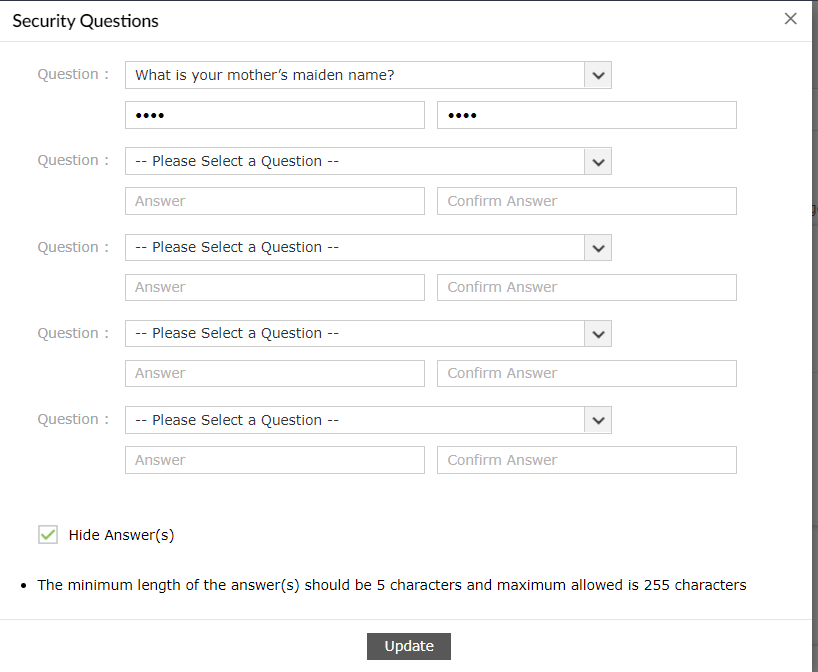 Security Questions
Question : What is your mother's maiden name?
•••• ••••
Question : -- Please Select a Question --
Answer Confirm Answer
Question : -- Please Select a Question --
Answer Confirm Answer
Question : -- Please Select a Question --
Answer Confirm Answer
Question : -- Please Select a Question --
Answer Confirm Answer
Hide Answer(s)
• The minimum length of the answer(s) should be 5 characters and maximum allowed is 255 characters
Update